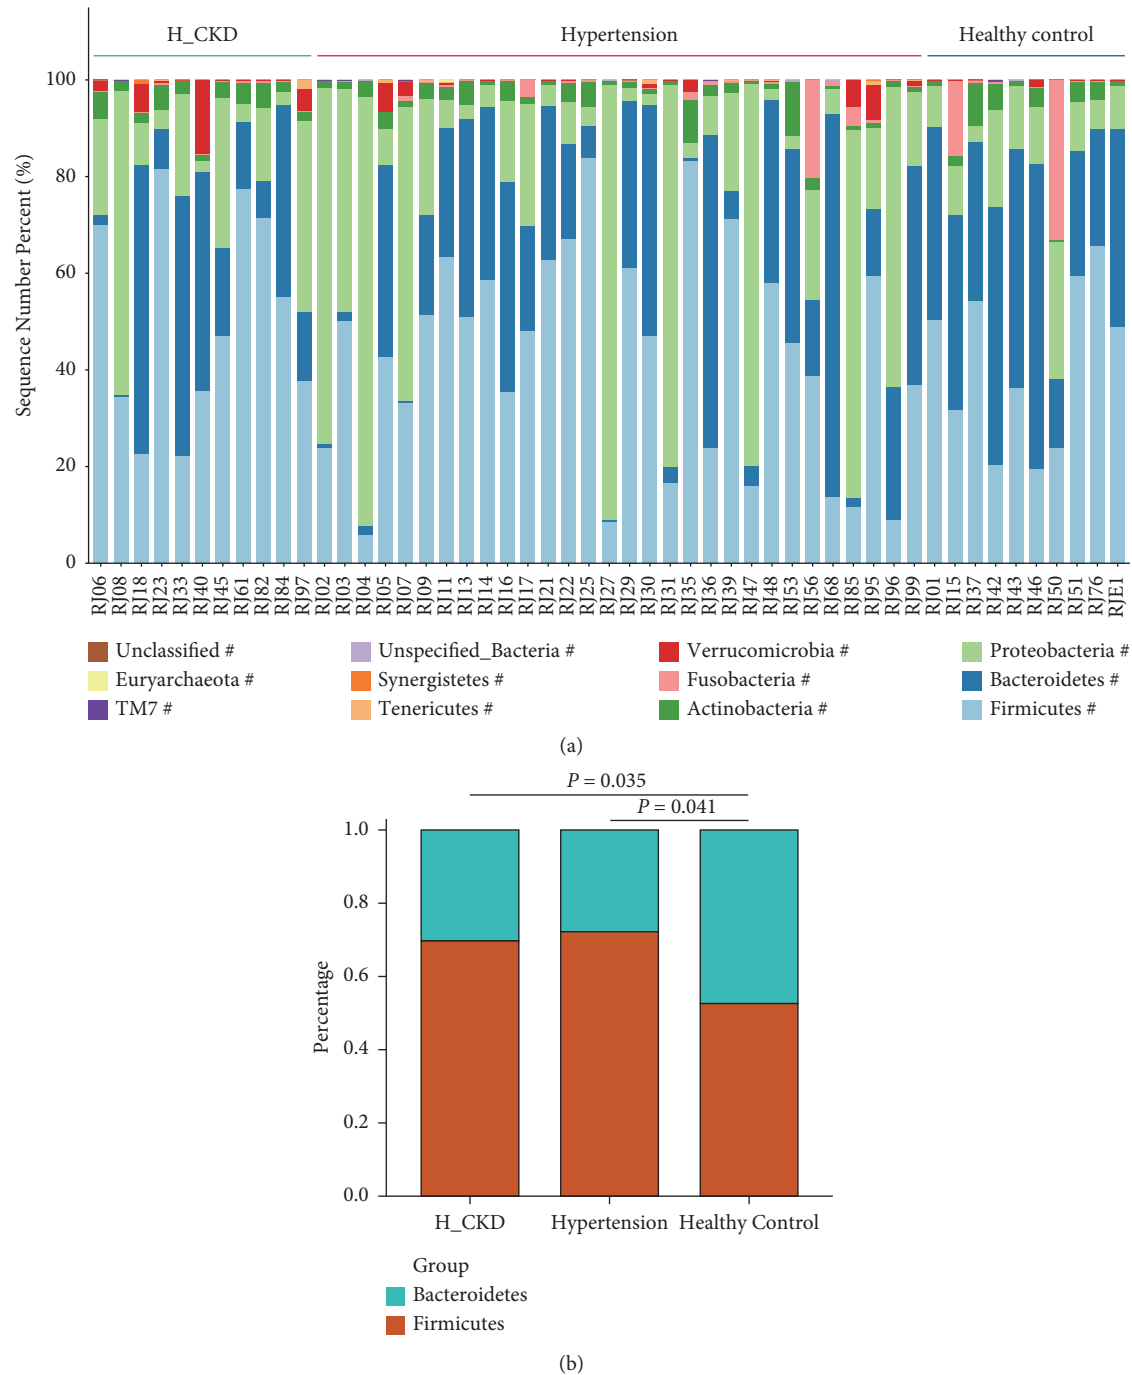 H_CKD Hypertension Healthy control
100
80
60
40
20
0
Sequence Number Percent (%)
RJ06 RJ08 RJ18 RJ23 RJ33 RJ40 RJ45 RJ61 RJ82 RJ84 RJ97 RJ02 RJ03 RJ04 RJ05 RJ07 RJ09 RJ11 RJ13 RJ14 RJ16 RJ17 RJ21 RJ22 RJ25 RJ27 RJ29 RJ30 RJ31 RJ35 RJ36 RJ39 RJ47 RJ48 RJ53 RJ56 RJ68 RJ85 RJ95 RJ96 RJ99 RJ01 RJ15 RJ37 RJ42 RJ43 RJ46 RJ50 RJ51 RJ76 RJE1
Unclassified # Unspecified_Bacteria # Verrucomicrobia # Proteobacteria #
Euryarchaeota # Synergistetes # Fusobacteria # Bacteroidetes #
TM7 # Tenericutes # Actinobacteria # Firmicutes #
(a)
P = 0.035
P = 0.041
1.0
0.8
0.6
0.4
0.2
0.0
Percentage
H_CKD Hypertension Healthy Control
Group
Bacteroidetes
Firmicutes
(b)